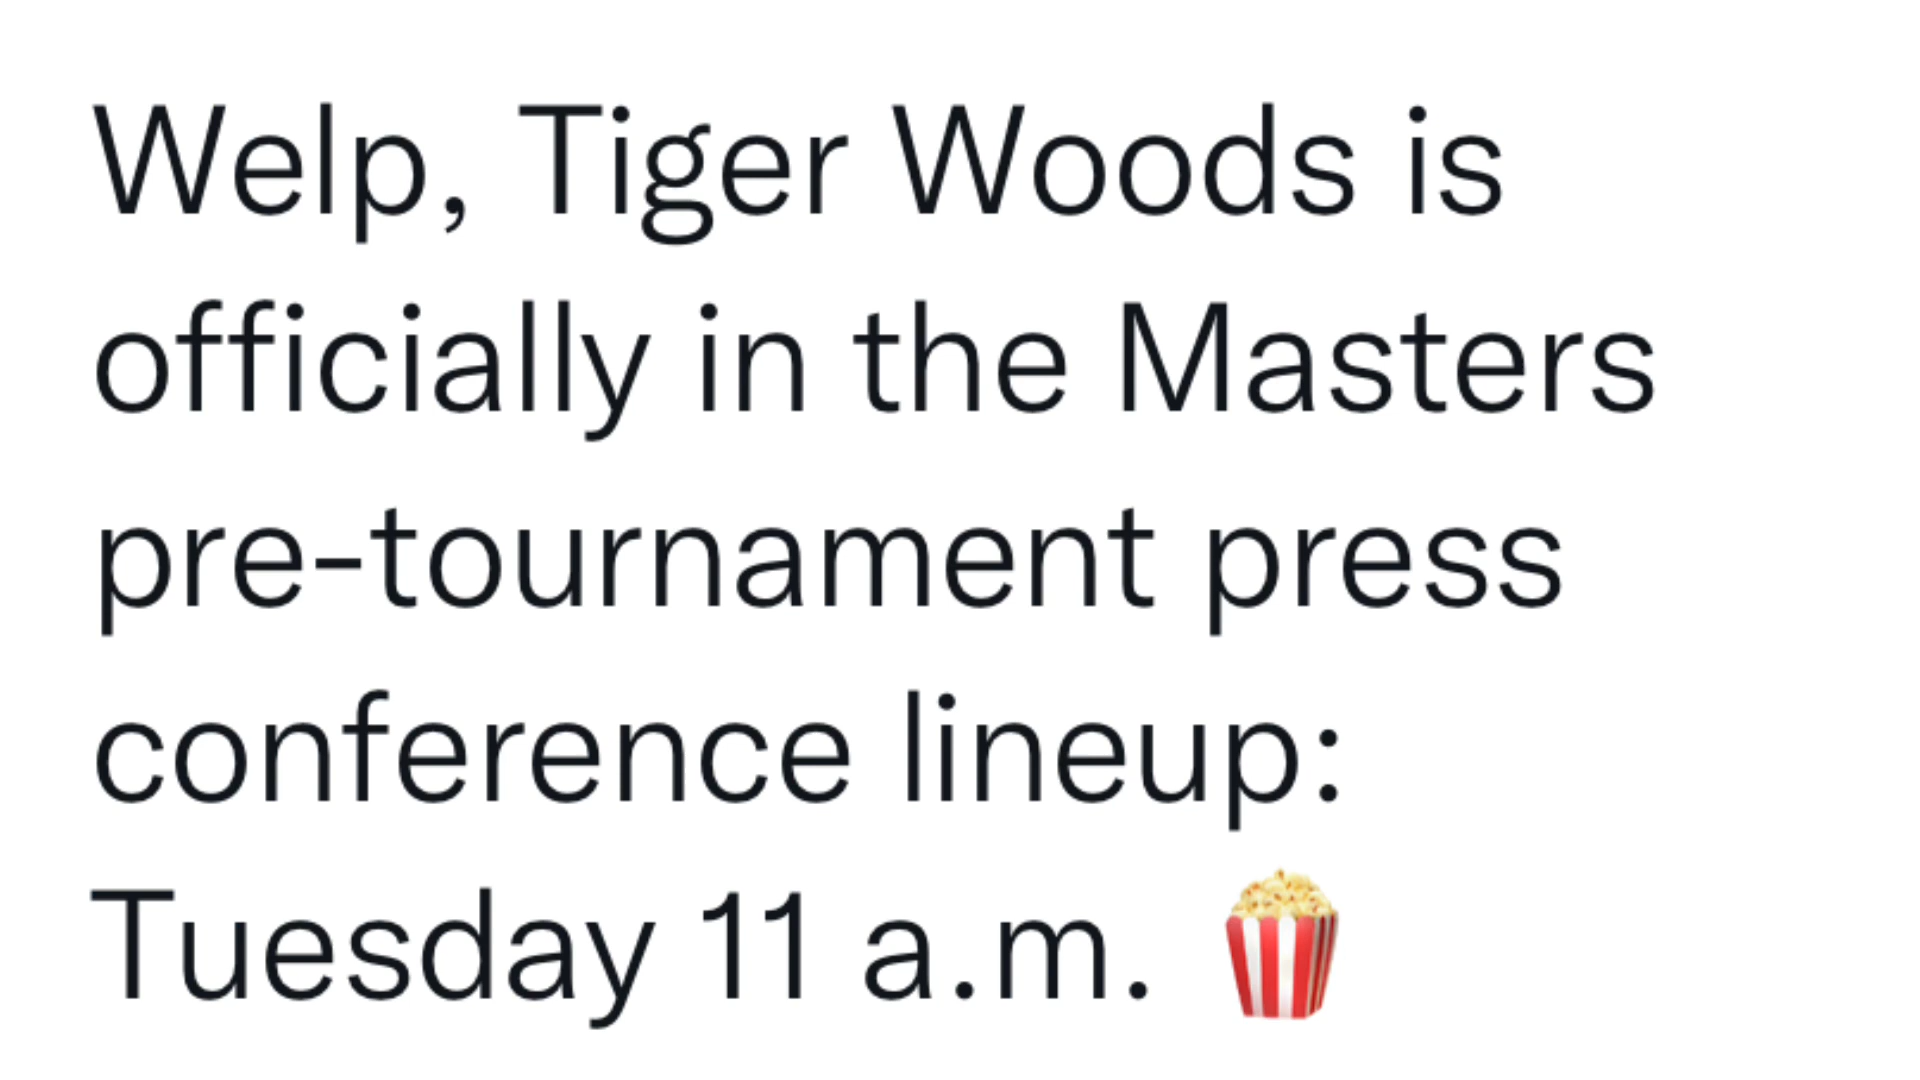 Welp, Tiger Woods is
officially in the Masters
pre-tournament press
conference lineup:
Tuesday 11 a.m. 🍿